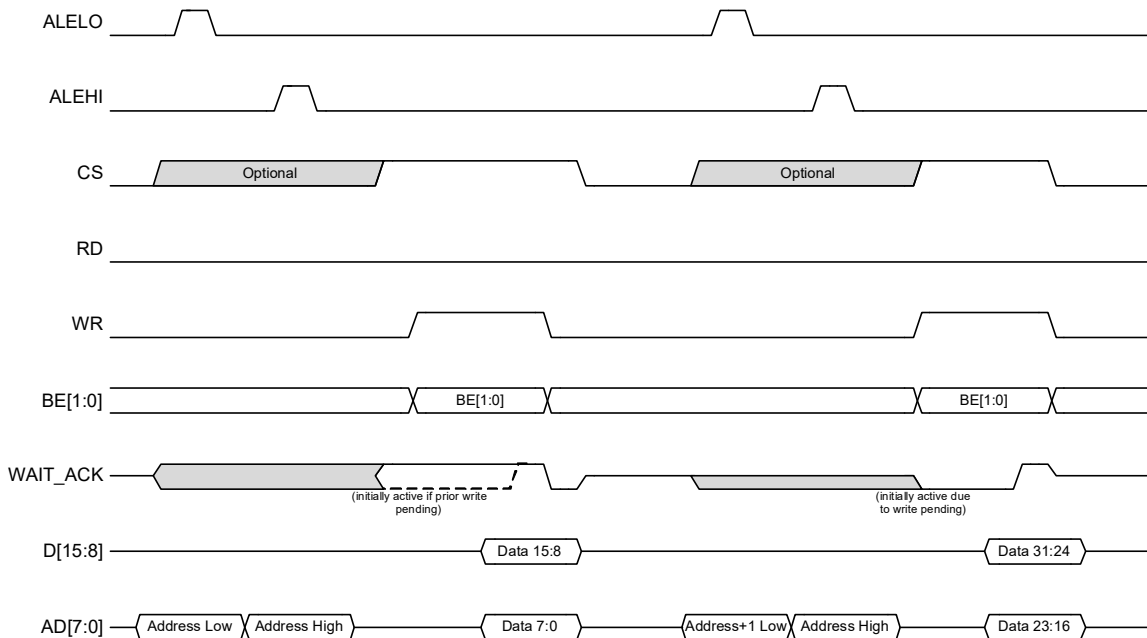 ALELO
ALEHI
CS
Optional
Optional
RD
WR
BE[1:0]
BE[1:0]
BE[1:0]
WAIT_ACK
(initially active if prior write
pending)
(initially active due
to write pending)
D[15:8]
Data 15:8
Data 31:24
AD[7:0]
Address Low
Address High
Data 7:0
Address+1 Low
Address High
Data 23:16